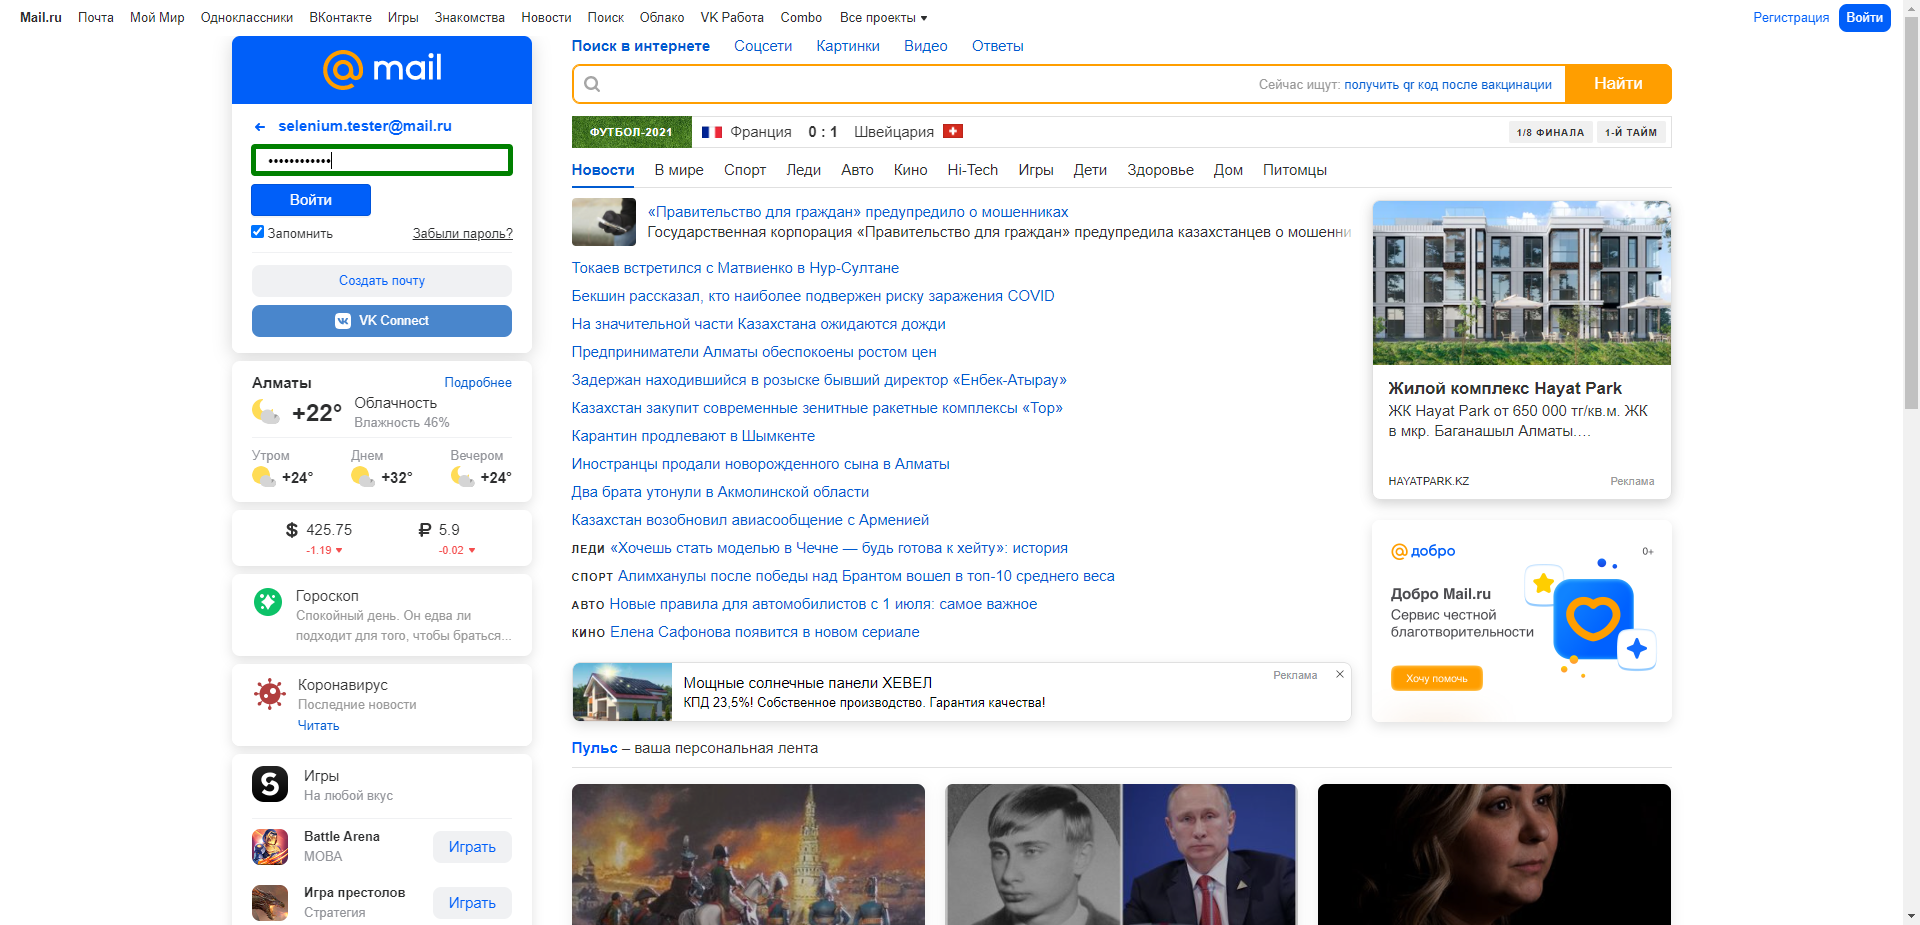 Mail.ru Почта Мой Мир Одноклассники ВКонтакте Игры Знакомства Новости Поиск Облако VK Работа Combo Все проекты
Регистрация Войти
@mail
selenium.tester@mail.ru
••••••••••••
Войти
Запомнить Забыли пароль?
Создать почту
VK Connect
Алматы Подробнее
+22° Облачность
Влажность 46%
Утром Днем Вечером
+24° +32° +24°
$ 425.75 ₽ 5.9
-1.19 -0.02
Гороскоп
Спокойный день. Он едва ли
подходит для того, чтобы браться...
Коронавирус
Последние новости
Читать
Игры
На любой вкус
Battle Arena
МОВА
Играть
Игра престолов
Стратегия
Играть
Поиск в интернете Соцсети Картинки Видео Ответы
Сейчас ищут: получить qr код после вакцинации Найти
ФУТБОЛ-2021 Франция 0 : 1 Швейцария 1/8 ФИНАЛА 1-Й ТАЙМ
Новости В мире Спорт Леди Авто Кино Hi-Tech Игры Дети Здоровье Дом Питомцы
«Правительство для граждан» предупредило о мошенниках
Государственная корпорация «Правительство для граждан» предупредила казахстанцев о мошенни
Токаев встретился с Матвиенко в Нур-Султане
Бекшин рассказал, кто наиболее подвержен риску заражения COVID
На значительной части Казахстана ожидаются дожди
Предприниматели Алматы обеспокоены ростом цен
Задержан находившийся в розыске бывший директор «Енбек-Атырау»
Казахстан закупит современные зенитные ракетные комплексы «Тор»
Карантин продлевают в Шымкенте
Иностранцы продали новорожденного сына в Алматы
Два брата утонули в Акмолинской области
Казахстан возобновил авиасообщение с Арменией
ЛЕДИ «Хочешь стать моделью в Чечне — будь готова к хейту»: история
СПОРТ Алимханулы после победы над Брантом вошел в топ-10 среднего веса
АВТО Новые правила для автомобилистов с 1 июля: самое важное
КИНО Елена Сафонова появится в новом сериале
Мощные солнечные панели ХЕВЕЛ Реклама
КПД 23,5%! Собственное производство. Гарантия качества!
Пульс – ваша персональная лента
Жилой комплекс Hayat Park
ЖК Hayat Park от 650 000 тг/кв.м. ЖК
в мкр. Баганашыл Алматы....
HAYATPARK.KZ Реклама
@добро 0+
Добро Mail.ru
Сервис честной
благотворительности
Хочу помочь